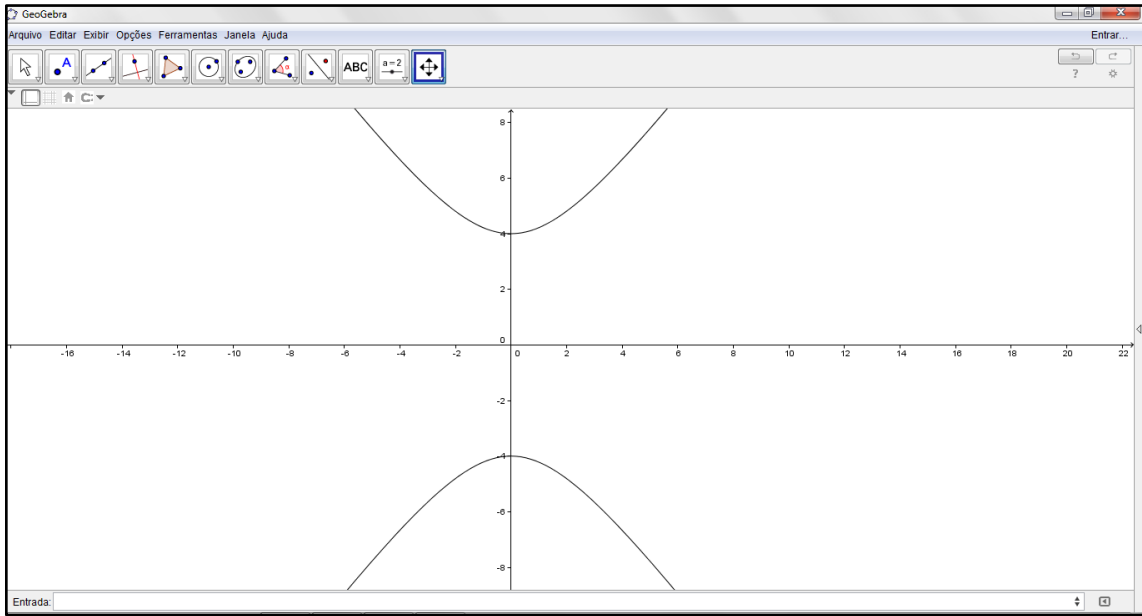 GeoGebra
Arquivo Editar Exibir Opções Ferramentas Janela Ajuda
Entrar...
A
α
ABC
a = 2
?
8
6
4
2
0
-16 -14 -12 -10 -8 -6 -4 -2 0 2 4 6 8 10 12 14 16 18 20 22
-2
-4
-6
-8
Entrada: